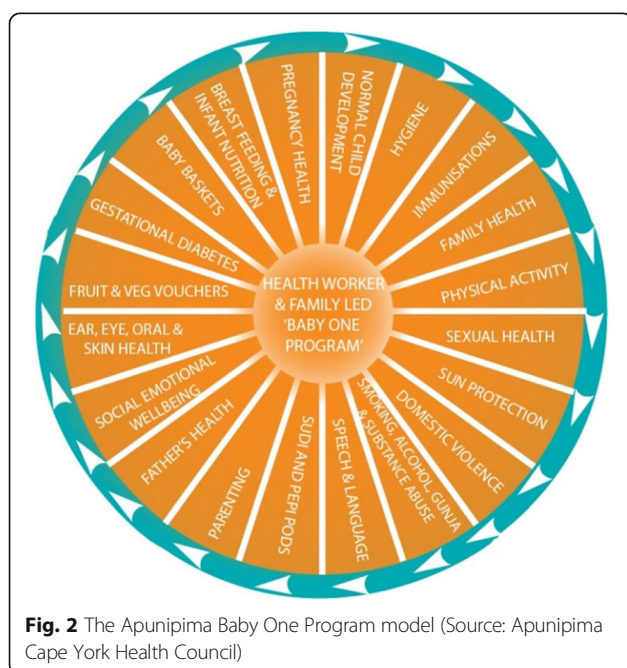 PREGNANCY HEALTH
NORMAL CHILD
DEVELOPMENT
HYGIENE
IMMUNISATIONS
FAMILY HEALTH
PHYSICAL ACTIVITY
SEXUAL HEALTH
SUN PROTECTION
DOMESTIC VIOLENCE
SMOKING, ALCOHOL, GUNJA
& SUBSTANCE ABUSE
SPEECH & LANGUAGE
SUDI AND PEPI PODS
PARENTING
FATHER'S HEALTH
SOCIAL EMOTIONAL
WELLBEING
EAR, EYE, ORAL &
SKIN HEALTH
FRUIT & VEG VOUCHERS
GESTATIONAL DIABETES
BABY BASKETS
BREAST FEEDING &
INFANT NUTRITION
HEALTH WORKER
& FAMILY LED
'BABY ONE
PROGRAM'
Fig. 2 The Apunipima Baby One Program model (Source: Apunipima
Cape York Health Council)